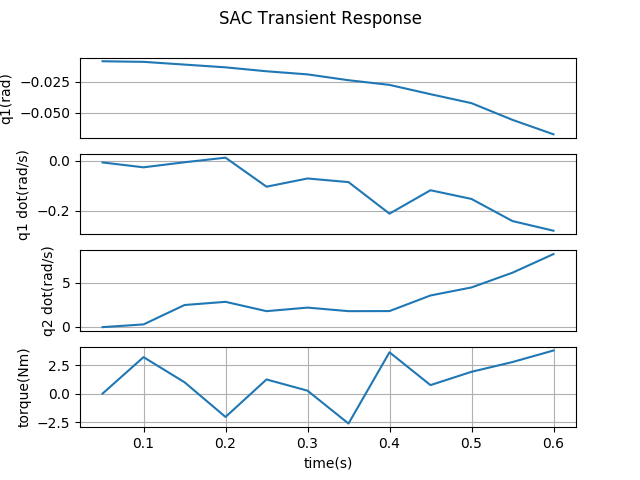 SAC Transient Response
q1(rad)
−0.025
−0.050
q1 dot(rad/s)
0.0
−0.2
q2 dot(rad/s)
5
0
torque(Nm)
2.5
0.0
−2.5
0.1 0.2 0.3 0.4 0.5 0.6
time(s)